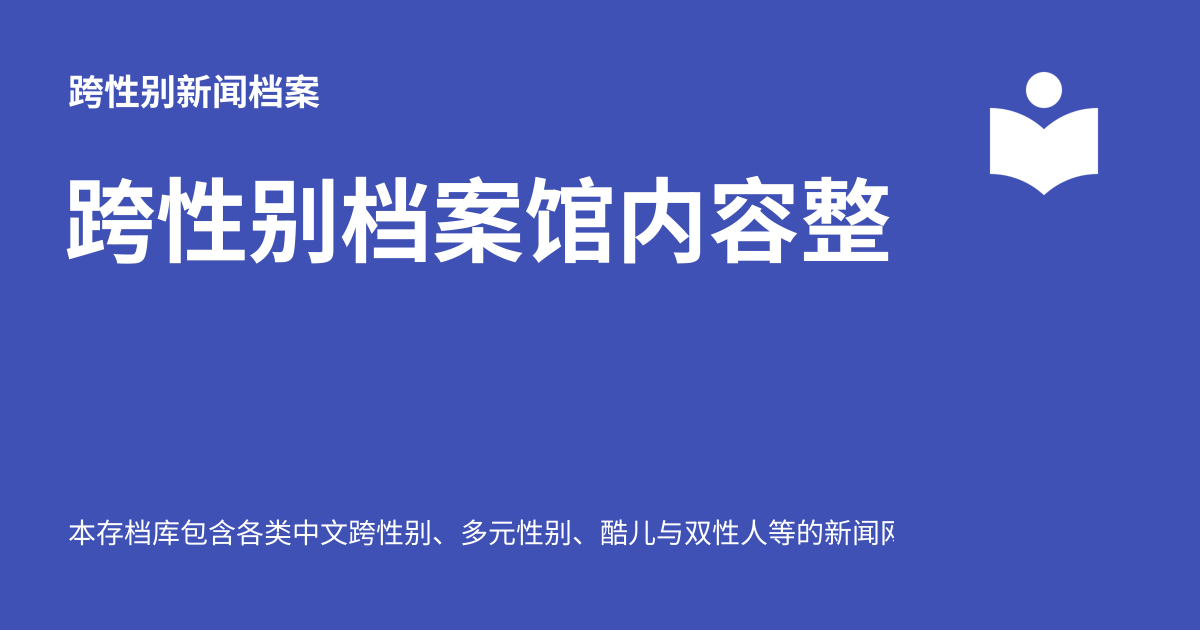 跨性别新闻档案
跨性别档案馆内容整
本存档库包含各类中文跨性别、多元性别、酷儿与双性人等的新闻网